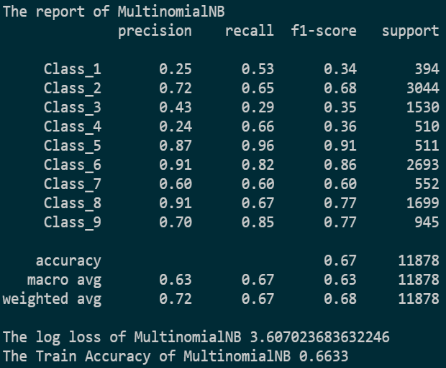 The report of MultinomialNB
precision recall f1-score support
Class_1 0.25 0.53 0.34 394
Class_2 0.72 0.65 0.68 3044
Class_3 0.43 0.29 0.35 1530
Class_4 0.24 0.66 0.36 510
Class_5 0.87 0.96 0.91 511
Class_6 0.91 0.82 0.86 2693
Class_7 0.60 0.60 0.60 552
Class_8 0.91 0.67 0.77 1699
Class_9 0.70 0.85 0.77 945
accuracy 0.67 11878
macro avg 0.63 0.67 0.63 11878
weighted avg 0.72 0.67 0.68 11878
The log loss of MultinomialNB 3.607023683632246
The Train Accuracy of MultinomialNB 0.6633